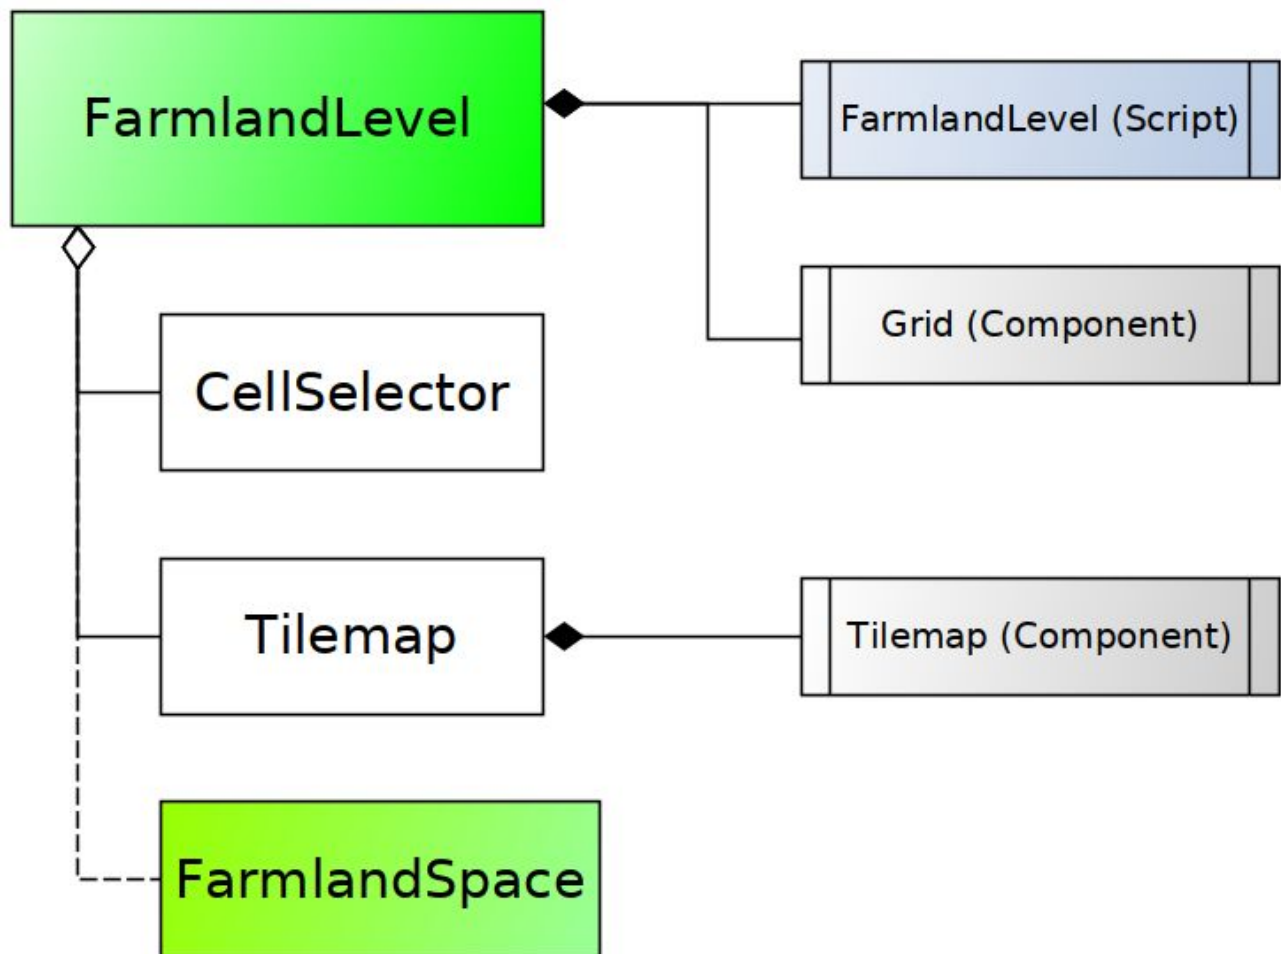 FarmlandLevel
FarmlandLevel (Script)
Grid (Component)
CellSelector
Tilemap
Tilemap (Component)
FarmlandSpace